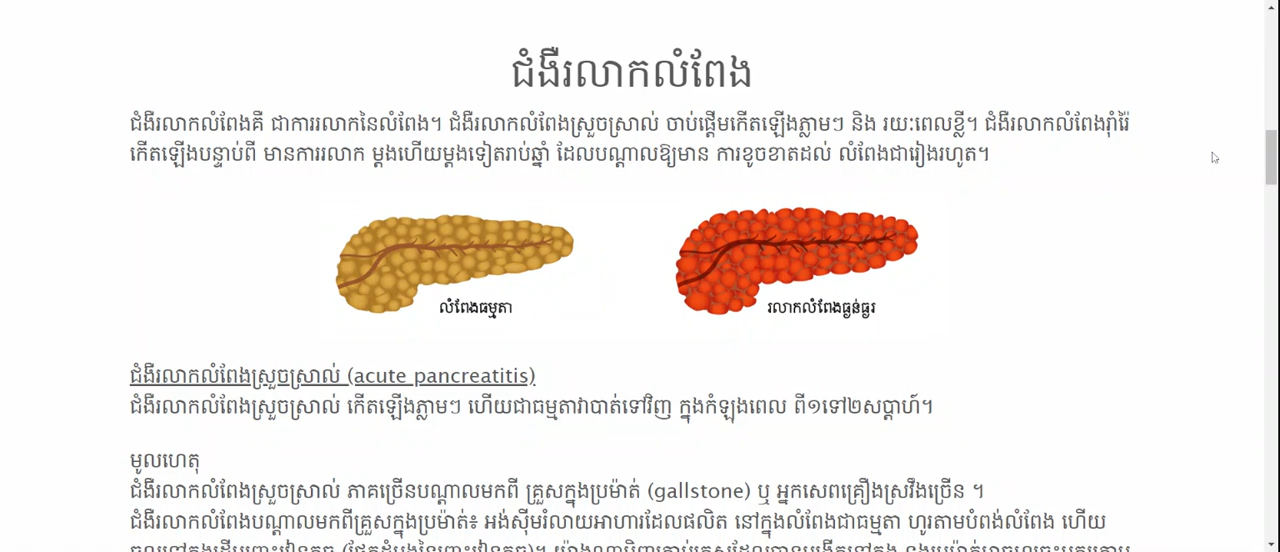 ជំងឺរលាកលំពែង
ជំងឺរលាកលំពែងគឺ ជាការរលាកនៃលំពែង។ ជំងឺរលាកលំពែងស្រួចស្រាល់ ចាប់ផ្តើមកើតឡើងភ្លាមៗ និង រយៈពេលខ្លី។ ជំងឺរលាកលំពែងរ៉ាំរ៉ៃ
កើតឡើងបន្ទាប់ពី មានការរលាក ម្តងហើយម្តងទៀតរាប់ឆ្នាំ ដែលបណ្តាលឱ្យមាន ការខូចខាតដល់ លំពែងជារៀងរហូត។
លំពែងធម្មតា
រលាកលំពែងធ្ងន់ធ្ងរ
ជំងឺរលាកលំពែងស្រួចស្រាល់ (acute pancreatitis)
ជំងឺរលាកលំពែងស្រួចស្រាល់ កើតឡើងភ្លាមៗ ហើយជាធម្មតាវាបាត់ទៅវិញ ក្នុងកំឡុងពេល ពី១ទៅ២សប្តាហ៍។
មូលហេតុ
ជំងឺរលាកលំពែងស្រួចស្រាល់ ភាគច្រើនបណ្តាលមកពី គ្រួសក្នុងប្រម៉ាត់ (gallstone) ឬ អ្នកសេពគ្រឿងស្រវឹងច្រើន ។
ជំងឺរលាកលំពែងបណ្តាលមកពីគ្រួសក្នុងប្រម៉ាត់៖ អង់ស៊ីមរំលាយអាហារដែលផលិត នៅក្នុងលំពែងជាធម្មតា ហូរតាមបំពង់លំពែង ហើយ